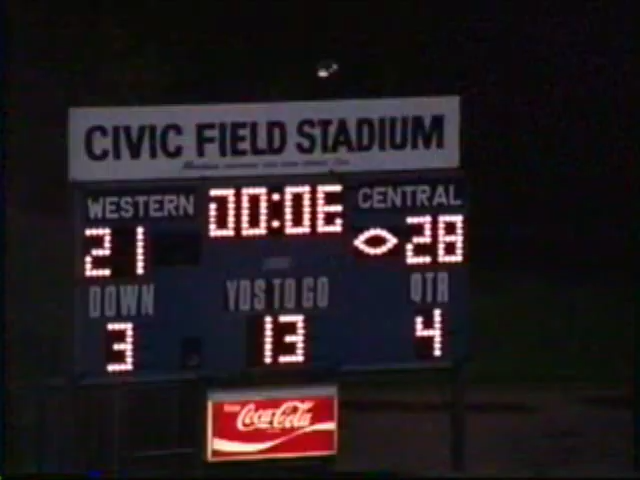 CIVIC FIELD STADIUM
WESTERN 00:06 CENTRAL
21 28
DOWN YDS TO GO QTR
3 13 4
Coca-Cola